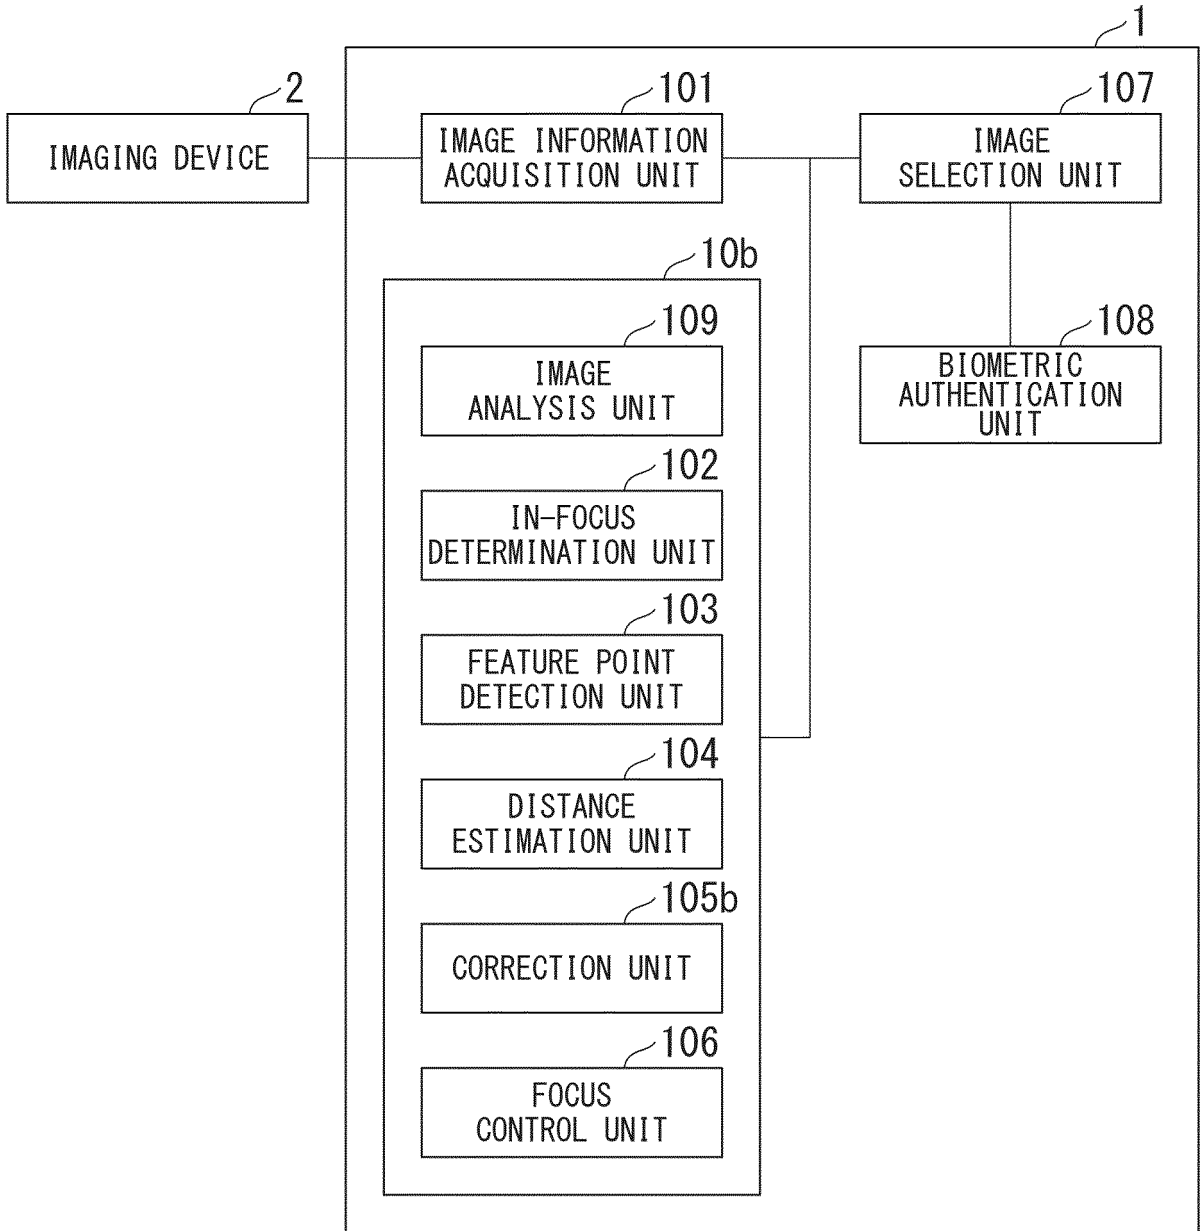 1
2
IMAGING DEVICE
101
IMAGE INFORMATION
ACQUISITION UNIT
107
IMAGE
SELECTION UNIT
10b
109
IMAGE
ANALYSIS UNIT
108
BIOMETRIC
AUTHENTICATION
UNIT
102
IN-FOCUS
DETERMINATION UNIT
103
FEATURE POINT
DETECTION UNIT
104
DISTANCE
ESTIMATION UNIT
105b
CORRECTION UNIT
106
FOCUS
CONTROL UNIT